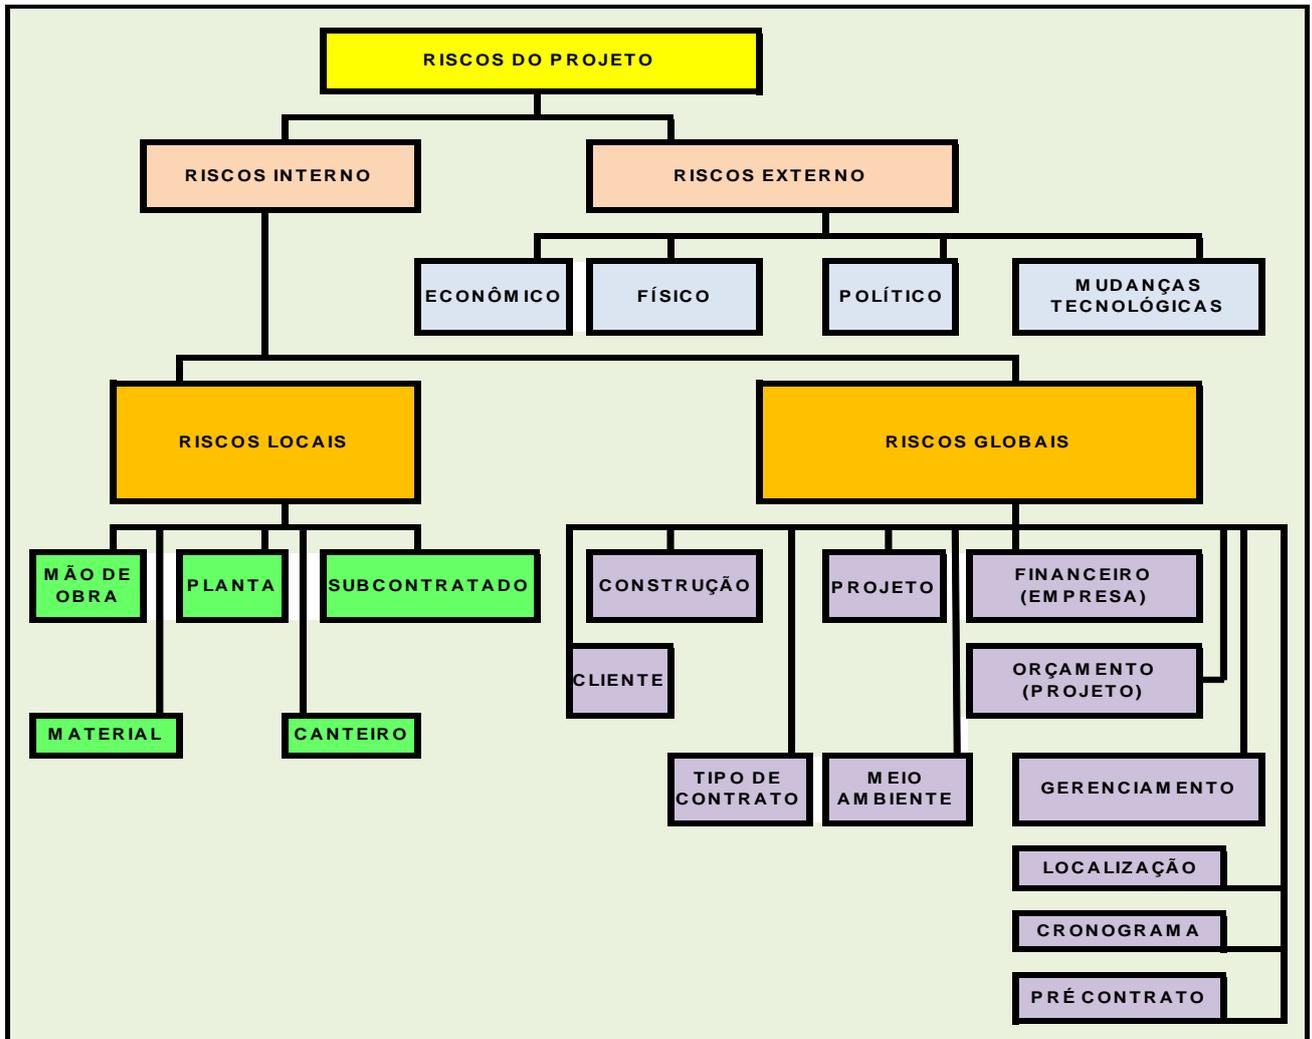 RISCOS DO PROJETO
RISCOS INTERNO
RISCOS EXTERNO
ECONÔMICO
FÍSICO
POLÍTICO
MUDANÇAS
TECNOLÓGICAS
RISCOS LOCAIS
RISCOS GLOBAIS
MÃO DE
OBRA
PLANTA
SUBCONTRATADO
CONSTRUÇÃO
PROJETO
FINANCEIRO
(EMPRESA)
CLIENTE
ORÇAMENTO
(PROJETO)
MATERIAL
CANTEIRO
TIPO DE
CONTRATO
MEIO
AMBIENTE
GERENCIAMENTO
LOCALIZAÇÃO
CRONOGRAMA
PRÉ CONTRATO